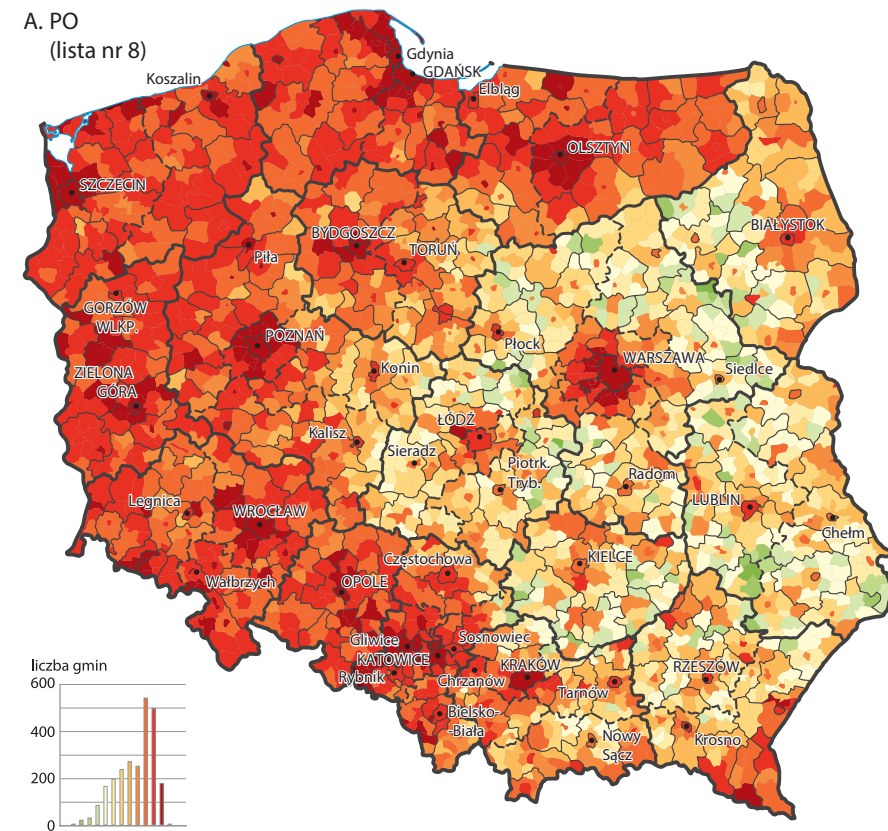 A. PO
(lista nr 8)
Gdynia
GDAŃSK
Koszalin
Elbląg
OLSZTYN
SZCZECIN
BYDGOSZCZ
BIAŁYSTOK
TORUŃ
Piła
GORZÓW
WLKP.
POZNAŃ
Płock
WARSZAWA
Konin
Siedlce
ZIELONA
GÓRA
ŁÓDŹ
Kalisz
Sieradz
Piotrk.
Tryb.
Radom
LUBLIN
Legnica
WROCŁAW
Chełm
Częstochowa
KIELCE
Wałbrzych
OPOLE
Gliwice
Sosnowiec
KATOWICE
KRAKÓW
RZESZÓW
Rybnik
Chrzanów
Tarnów
Bielsko-
-Biała
Nowy
Sącz
Krosno
liczba gmin
600
400
200
0